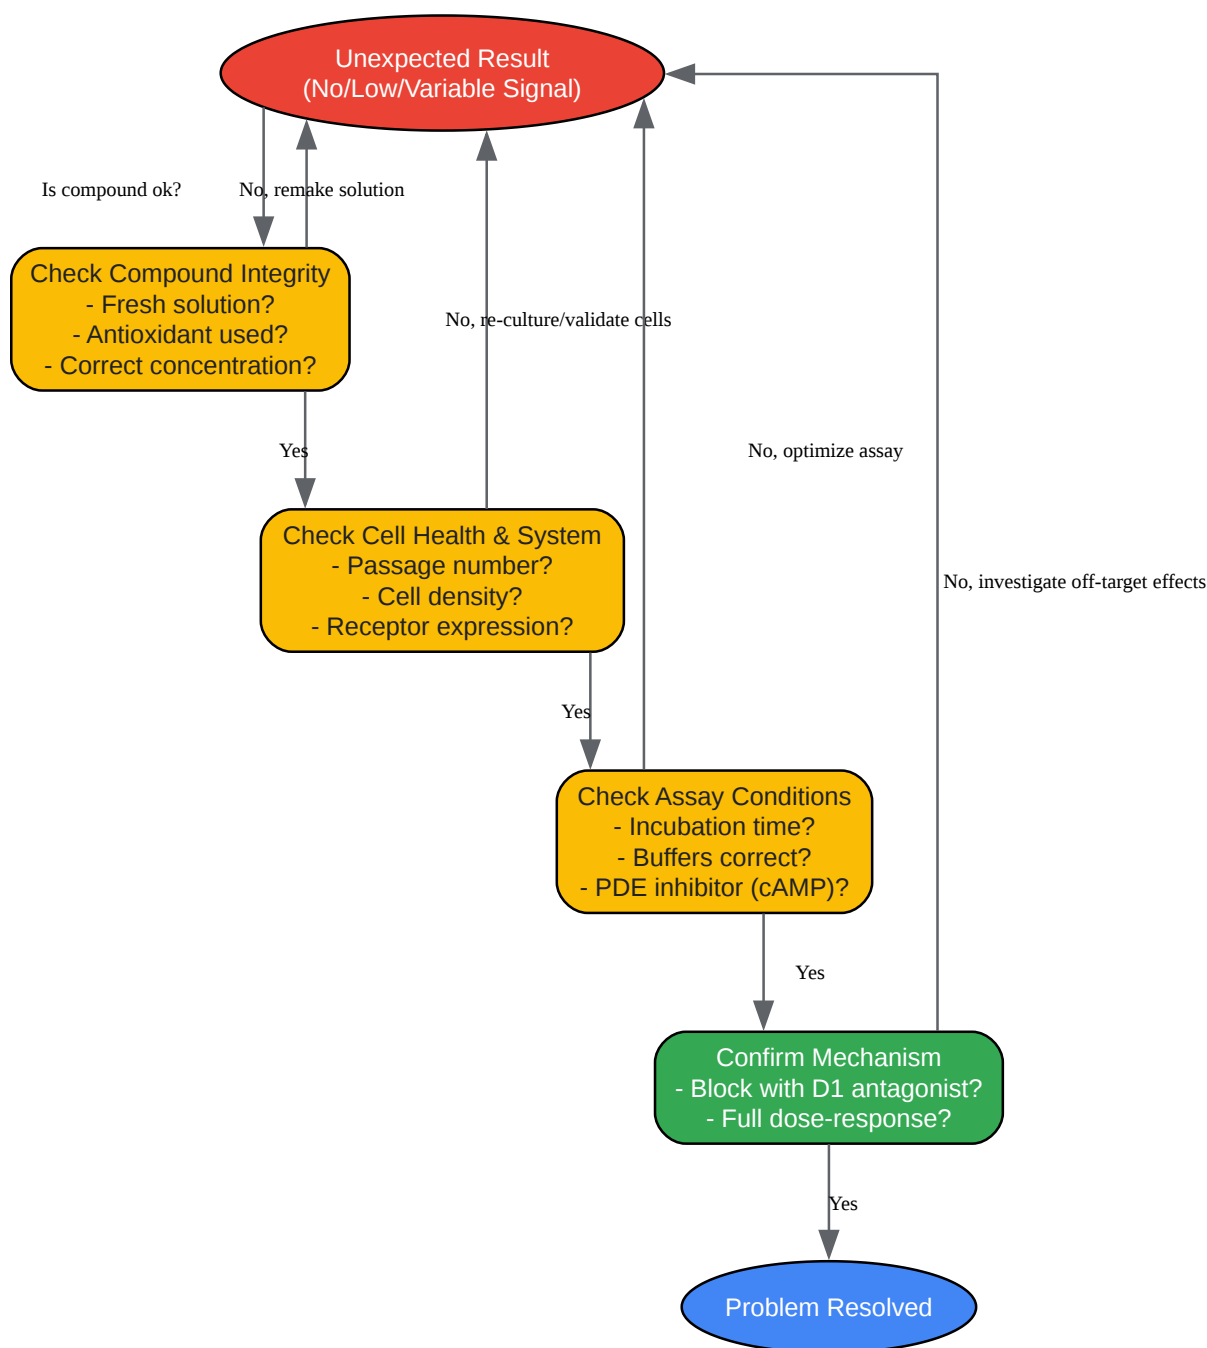 Unexpected Result
(No/Low/Variable Signal)
Is compound ok?
No, remake solution
Check Compound Integrity
- Fresh solution?
- Antioxidant used?
- Correct concentration?
No, re-culture/validate cells
Yes
No, optimize assay
Check Cell Health & System
- Passage number?
- Cell density?
- Receptor expression?
No, investigate off-target effects
Yes
Check Assay Conditions
- Incubation time?
- Buffers correct?
- PDE inhibitor (cAMP)?
Yes
Confirm Mechanism
- Block with D1 antagonist?
- Full dose-response?
Yes
Problem Resolved